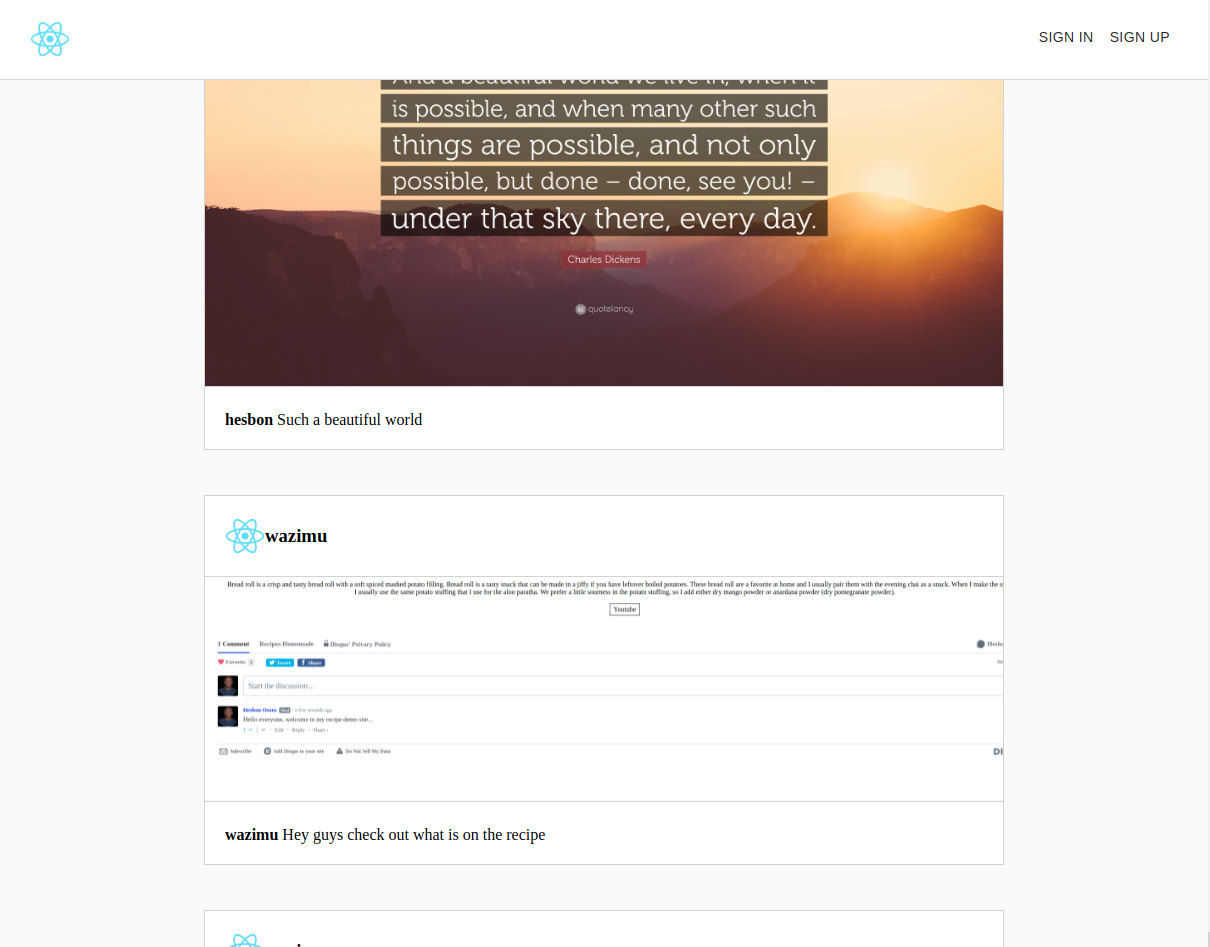 SIGN IN SIGN UP
And a beautiful world we live in, when it
is possible, and when many other such
things are possible, and not only
possible, but done – done, see you! –
under that sky there, every day.
Charles Dickens
quotefancy
hesbon Such a beautiful world
wazimu
Bread roll is a crisp and tasty bread roll with a soft spiced mashed potato filling. Bread roll is a tasty snack that can be made in a jiffy if you have leftover boiled potatoes. These bread roll are a favorite at home and I usually pair them with the evening chai as a snack. When I make the
I usually use the same potato stuffing that I use for the aloo paratha. We prefer a little sourness in the potato stuffing, so I add either dry mango powder or anardana powder (dry pomegranate powder).
Youtube
1 Comment Recipes-Homemade Disqus' Privacy Policy
Favorite Tweet Share
Start the discussion…
Hesbon Osoro Mod • a few seconds ago
Hello everyone, welcome to my recipe demo site...
1 • Edit • Reply • Share ›
Subscribe Add Disqus to your site Do Not Sell My Data
wazimu Hey guys check out what is on the recipe